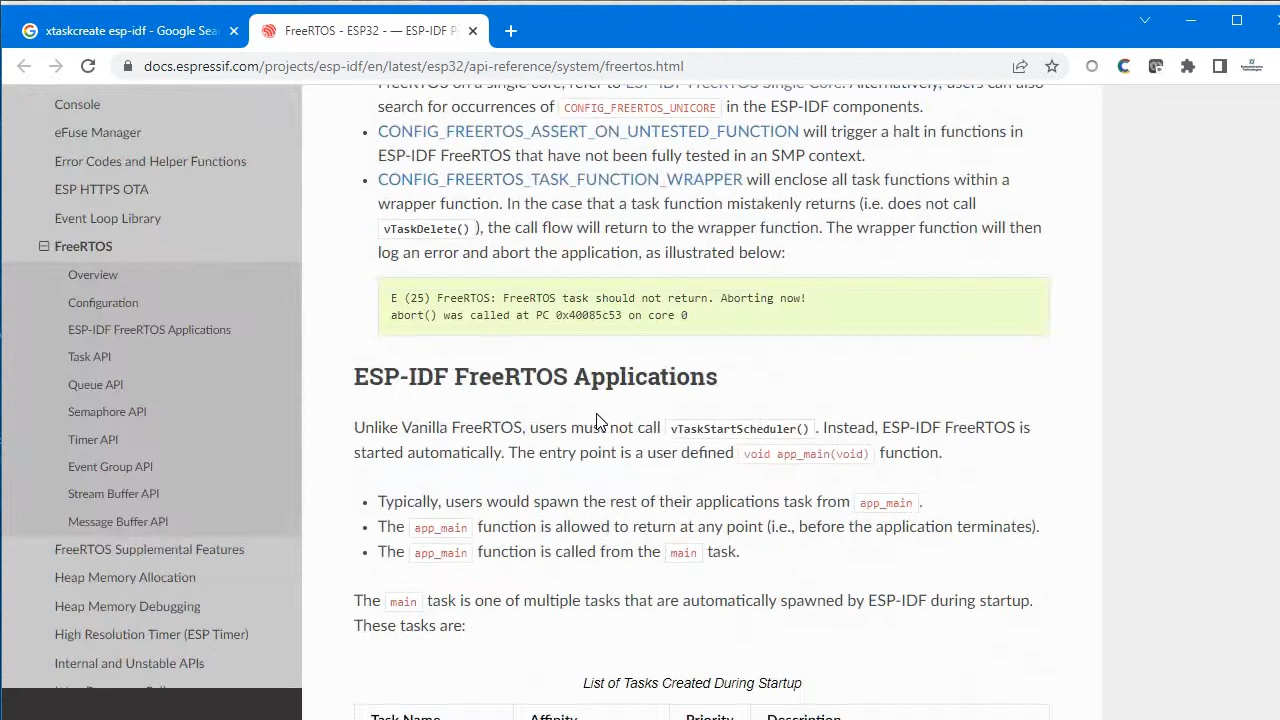 xtaskcreate esp-idf - Google Sea
FreeRTOS - ESP32 - — ESP-IDF P
docs.espressif.com/projects/esp-idf/en/latest/esp32/api-reference/system/freertos.html
Console
eFuse Manager
Error Codes and Helper Functions
ESP HTTPS OTA
Event Loop Library
FreeRTOS
Overview
Configuration
ESP-IDF FreeRTOS Applications
Task API
Queue API
Semaphore API
Timer API
Event Group API
Stream Buffer API
Message Buffer API
FreeRTOS Supplemental Features
Heap Memory Allocation
Heap Memory Debugging
High Resolution Timer (ESP Timer)
Internal and Unstable APIs
FreeRTOS on a single core, refer to ESP-IDF FreeRTOS Single Core. Alternatively, users can also
search for occurrences of CONFIG_FREERTOS_UNICORE in the ESP-IDF components.
• CONFIG_FREERTOS_ASSERT_ON_UNTESTED_FUNCTION will trigger a halt in functions in
ESP-IDF FreeRTOS that have not been fully tested in an SMP context.
• CONFIG_FREERTOS_TASK_FUNCTION_WRAPPER will enclose all task functions within a
wrapper function. In the case that a task function mistakenly returns (i.e. does not call
vTaskDelete() ), the call flow will return to the wrapper function. The wrapper function will then
log an error and abort the application, as illustrated below:
E (25) FreeRTOS: FreeRTOS task should not return. Aborting now!
abort() was called at PC 0x40085c53 on core 0
ESP-IDF FreeRTOS Applications
Unlike Vanilla FreeRTOS, users must not call vTaskStartScheduler() . Instead, ESP-IDF FreeRTOS is
started automatically. The entry point is a user defined void app_main(void) function.
• Typically, users would spawn the rest of their applications task from app_main .
• The app_main function is allowed to return at any point (i.e., before the application terminates).
• The app_main function is called from the main task.
The main task is one of multiple tasks that are automatically spawned by ESP-IDF during startup.
These tasks are:
List of Tasks Created During Startup
Task Name Affinity Priority Description